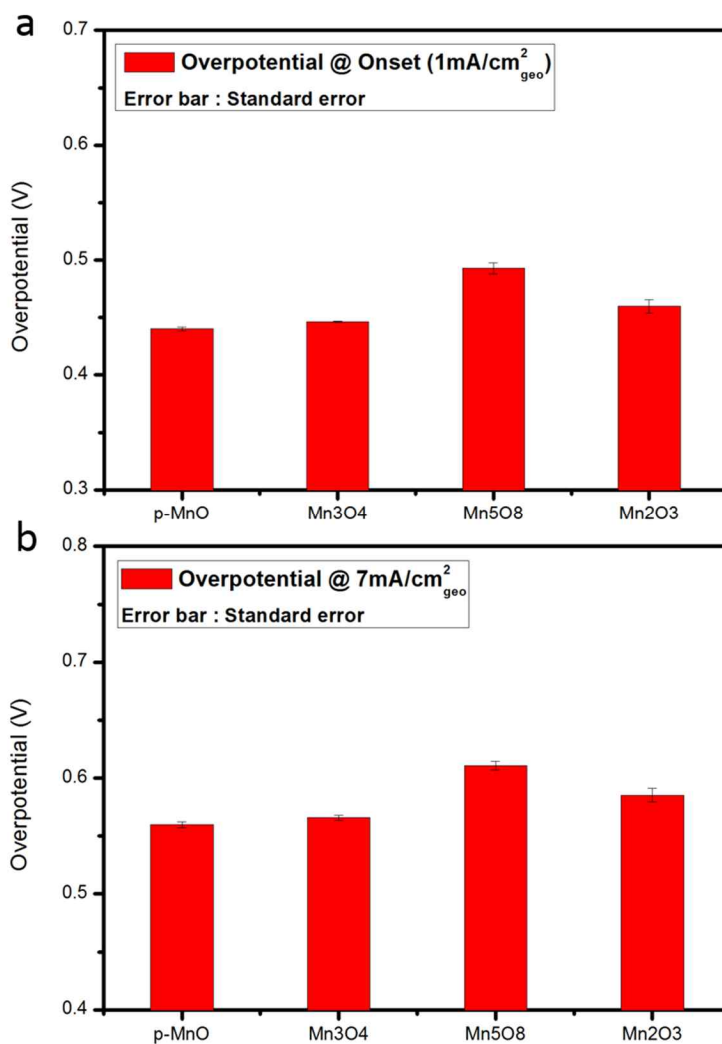 a
0.7
Overpotential @ Onset (1mA/cm²geo)
Error bar : Standard error
0.6
0.5
0.4
0.3
Overpotential (V)
p-MnO Mn3O4 Mn5O8 Mn2O3
b
0.8
Overpotential @ 7mA/cm²geo
Error bar : Standard error
0.7
0.6
0.5
0.4
Overpotential (V)
p-MnO Mn3O4 Mn5O8 Mn2O3